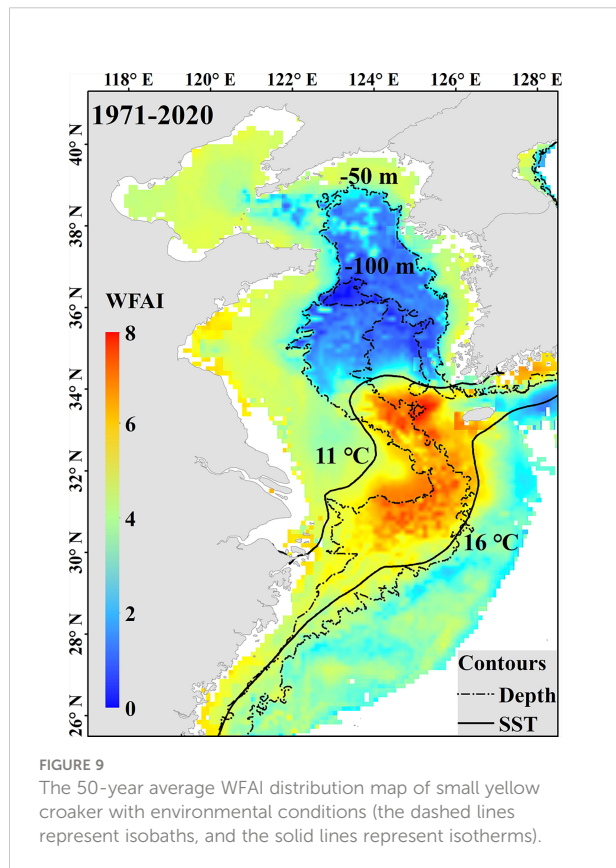 118° E 120° E 122° E 124° E 126° E 128° E
1971-2020
40° N
38° N
36° N
34° N
32° N
30° N
28° N
26° N
-50 m
-100 m
WFAI
8
6
4
2
0
11 °C
16 °C
Contours
Depth
SST
FIGURE 9
The 50-year average WFAI distribution map of small yellow
croaker with environmental conditions (the dashed lines
represent isobaths, and the solid lines represent isotherms).